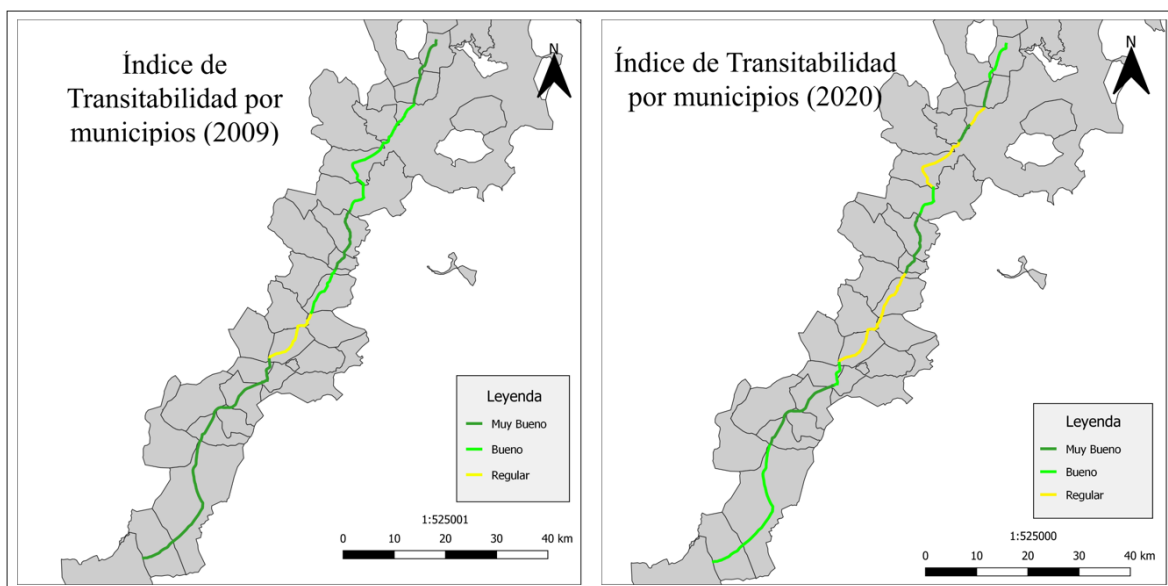 Índice de
Transitabilidad por
municipios (2009)
N
Leyenda
Muy Bueno
Bueno
Regular
1:525001
0 10 20 30 40 km
Índice de Transitabilidad
por municipios (2020)
N
Leyenda
Muy Bueno
Bueno
Regular
1:525000
0 10 20 30 40 km